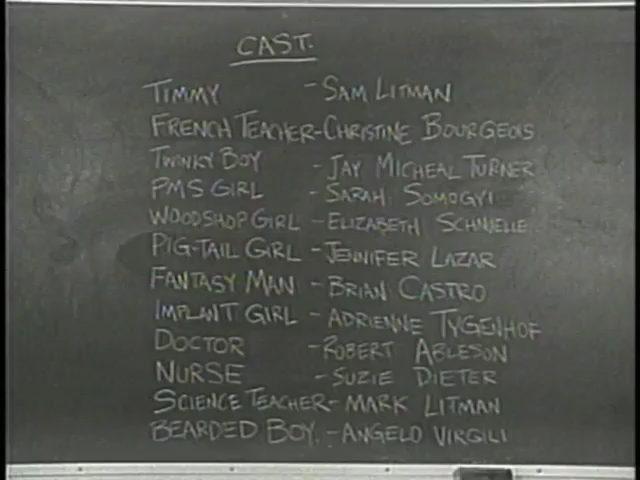 CAST.
TIMMY - SAM LITMAN
FRENCH TEACHER - CHRISTINE BOURGEOIS
TWINKY BOY - JAY MICHEAL TURNER
PMS GIRL - SARAH SOMOGYI
WOODSHOP GIRL - ELIZABETH SCHNIELLE
PIG-TAIL GIRL - JENNIFER LAZAR
FANTASY MAN - BRIAN CASTRO
IMPLANT GIRL - ADRIENNE TYGENHOF
DOCTOR - ROBERT ABLESON
NURSE - SUZIE DIETER
SCIENCE TEACHER - MARK LITMAN
BEARDED BOY. - ANGELO VIRGILI